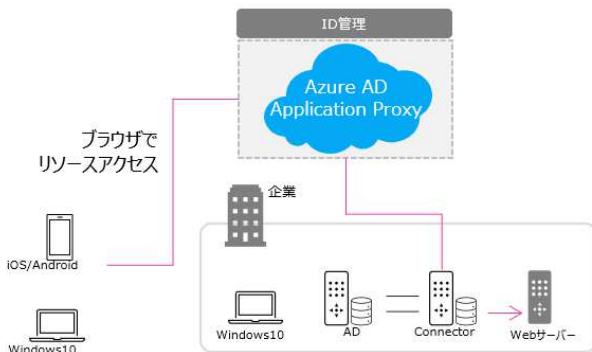 ID管理
Azure AD
Application Proxy
ブラウザで
リソースアクセス
企業
iOS/Android
Windows10
Windows10
AD
Connector
Webサーバー